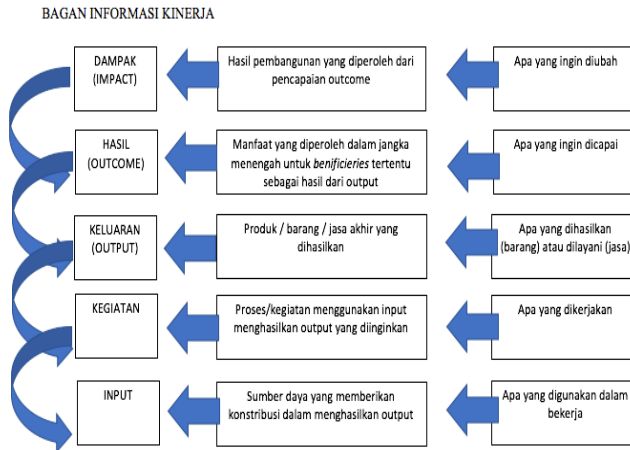 BAGAN INFORMASI KINERJA
DAMPAK
(IMPACT)
Hasil pembangunan yang diperoleh dari
pencapaian outcome
Apa yang ingin diubah
HASIL
(OUTCOME)
Manfaat yang diperoleh dalam jangka
menengah untuk benificieries tertentu
sebagai hasil dari output
Apa yang ingin dicapai
KELUARAN
(OUTPUT)
Produk / barang / jasa akhir yang
dihasilkan
Apa yang dihasilkan
(barang) atau dilayani (jasa)
KEGIATAN
Proses/kegiatan menggunakan input
menghasilkan output yang diinginkan
Apa yang dikerjakan
INPUT
Sumber daya yang memberikan
konstribusi dalam menghasilkan output
Apa yang digunakan dalam
bekerja